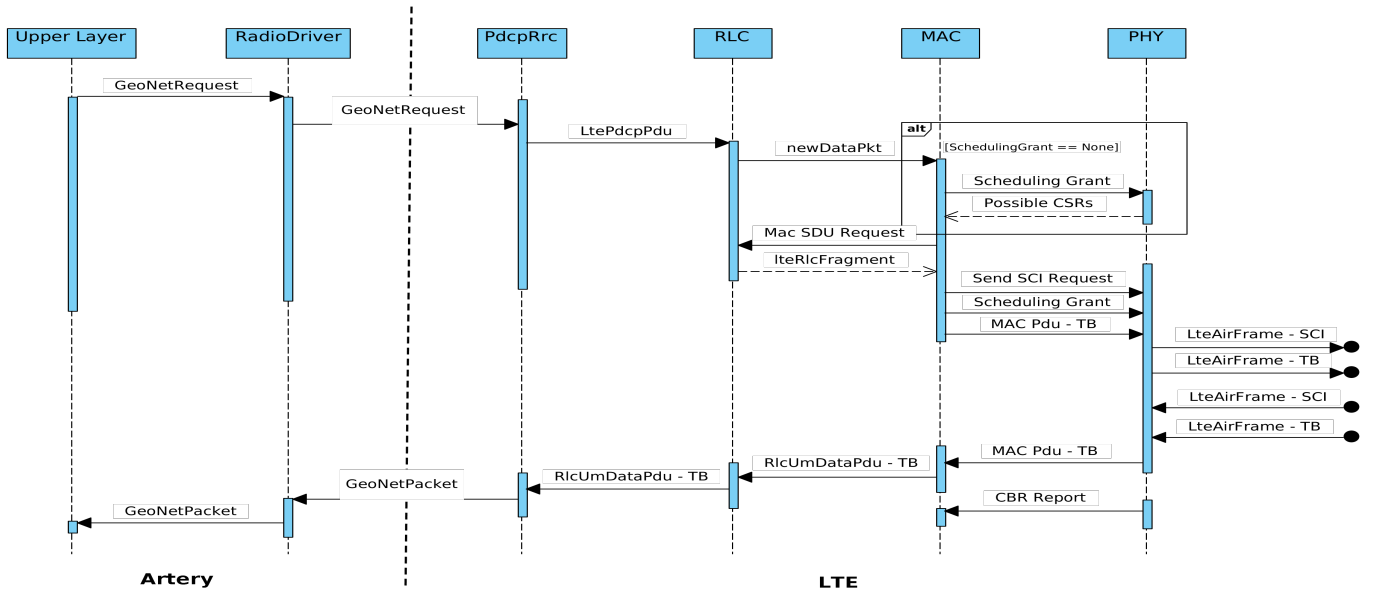 Upper Layer
RadioDriver
PdcpRrc
RLC
MAC
PHY
GeoNetRequest
GeoNetRequest
LtePdcpPdu
alt
newDataPkt
[SchedulingGrant == None]
Scheduling Grant
Possible CSRs
Mac SDU Request
lteRlcFragment
Send SCI Request
Scheduling Grant
MAC Pdu - TB
LteAirFrame - SCI
LteAirFrame - TB
LteAirFrame - SCI
LteAirFrame - TB
MAC Pdu - TB
RlcUmDataPdu - TB
RlcUmDataPdu - TB
GeoNetPacket
CBR Report
GeoNetPacket
Artery
LTE